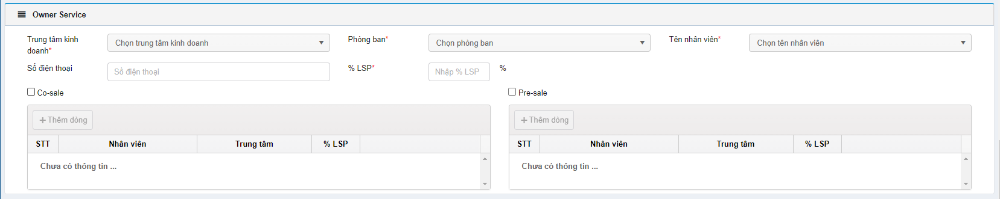 Owner Service
Trung tâm kinh doanh*
Chọn trung tâm kinh doanh
Phòng ban*
Chọn phòng ban
Tên nhân viên*
Chọn tên nhân viên
Số điện thoại
Số điện thoại
% LSP*
Nhập % LSP
%
Co-sale
Pre-sale
+ Thêm dòng
STT Nhân viên Trung tâm % LSP
Chưa có thông tin ...
+ Thêm dòng
STT Nhân viên Trung tâm % LSP
Chưa có thông tin ...